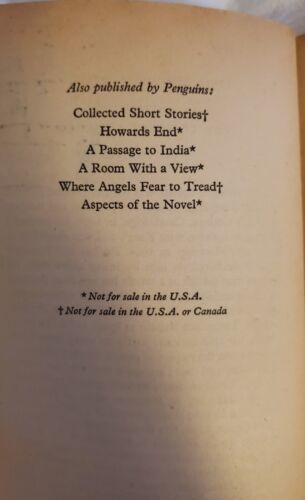 Also published by Penguins:
Collected Short Stories†
Howards End*
A Passage to India*
A Room With a View*
Where Angels Fear to Tread†
Aspects of the Novel*
* Not for sale in the U.S.A.
† Not for sale in the U.S.A. or Canada